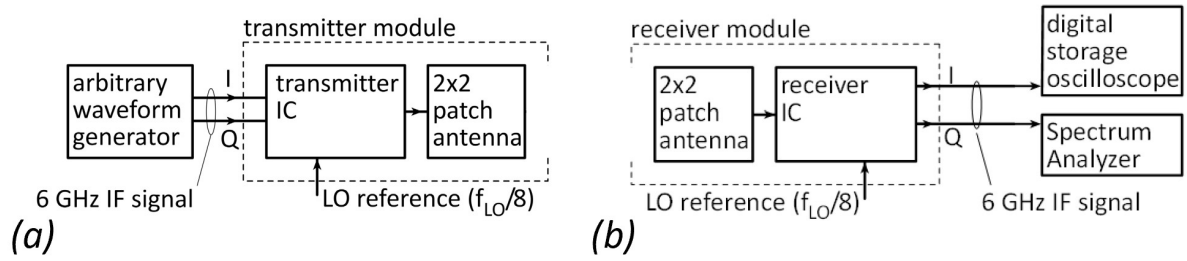 transmitter module
arbitrary
waveform
generator
I
Q
transmitter
IC
2x2
patch
antenna
6 GHz IF signal
LO reference (fLO/8)
(a)
receiver module
2x2
patch
antenna
receiver
IC
I
Q
digital
storage
oscilloscope
Spectrum
Analyzer
LO reference (fLO/8)
6 GHz IF signal
(b)